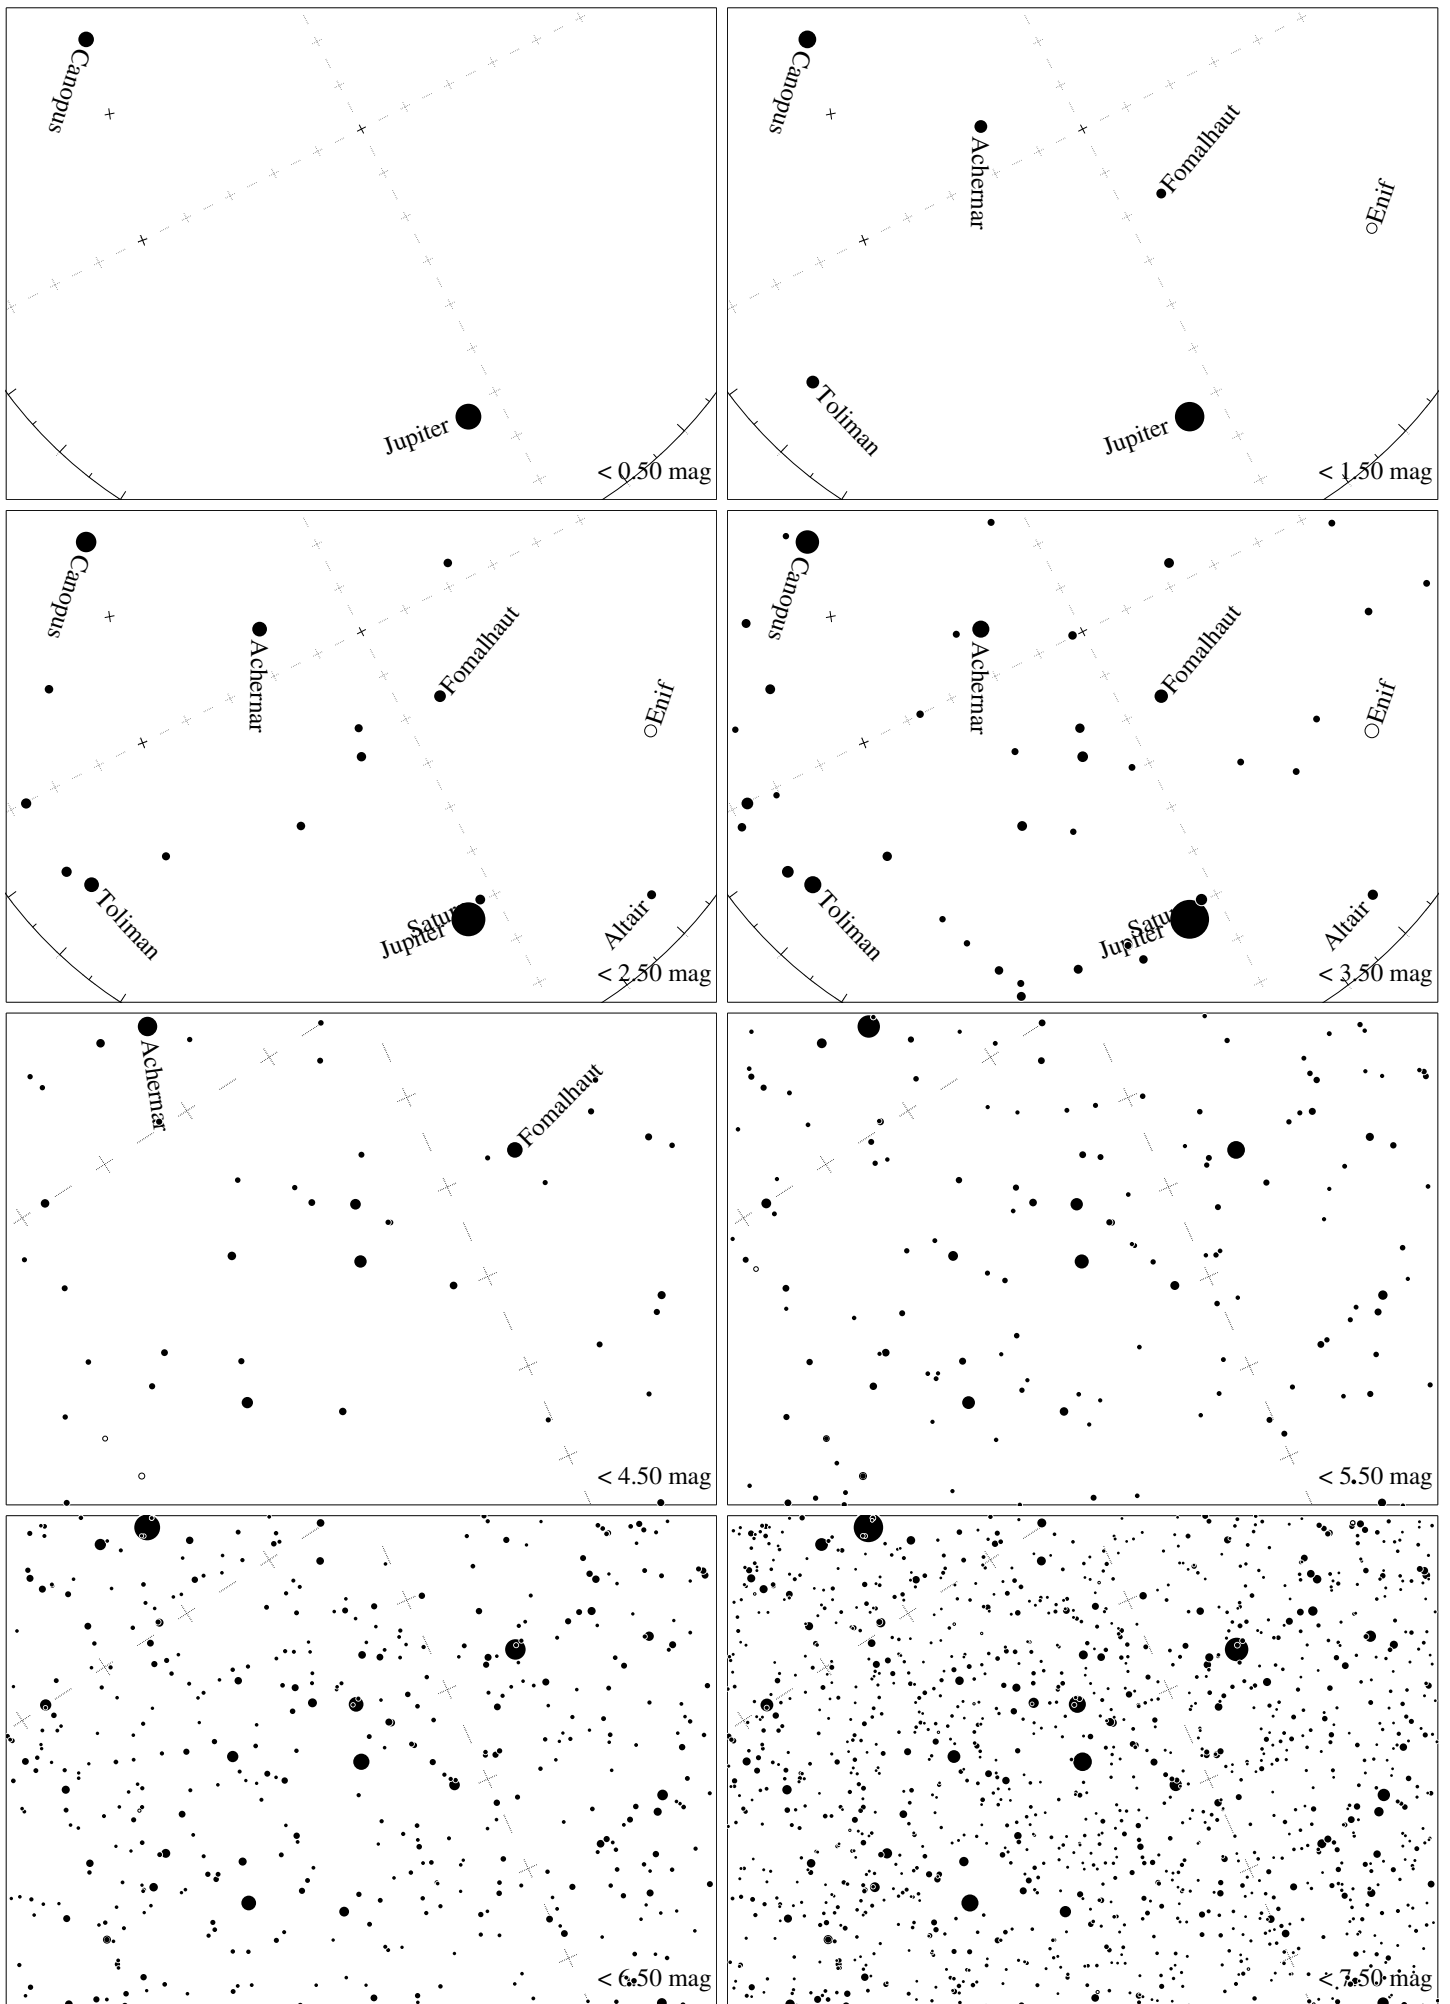 Canopus
Jupiter
< 0.50 mag
Canopus
Achernar
Fomalhaut
Enif
Toliman
Jupiter
< 1.50 mag
Canopus
Achernar
Fomalhaut
Enif
Toliman
Satur
Jupiter
Altair
< 2.50 mag
Canopus
Achernar
Fomalhaut
Enif
Toliman
Satur
Jupiter
Altair
< 3.50 mag
Achernar
Fomalhaut
< 4.50 mag
< 5.50 mag
< 6.50 mag
< 7.50 mag